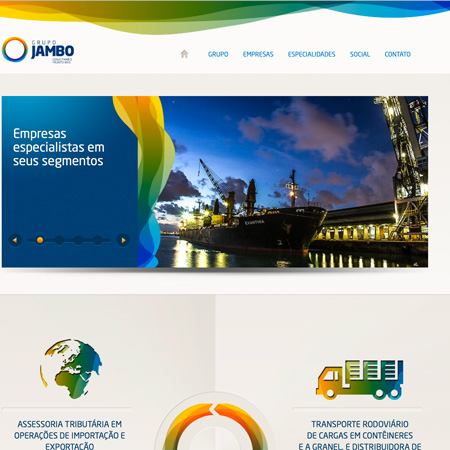 GRUPO
JAMBO
GRUPO EMPRESAS ESPECIALIDADES SOCIAL CONTATO
Empresas
especialistas em
seus segmentos
ASSESSORIA TRIBUTÁRIA EM
OPERAÇÕES DE IMPORTAÇÃO E
EXPORTAÇÃO
TRANSPORTE RODOVIÁRIO
DE CARGAS EM CONTÊINERES
E A GRANEL, E DISTRIBUIDORA DE